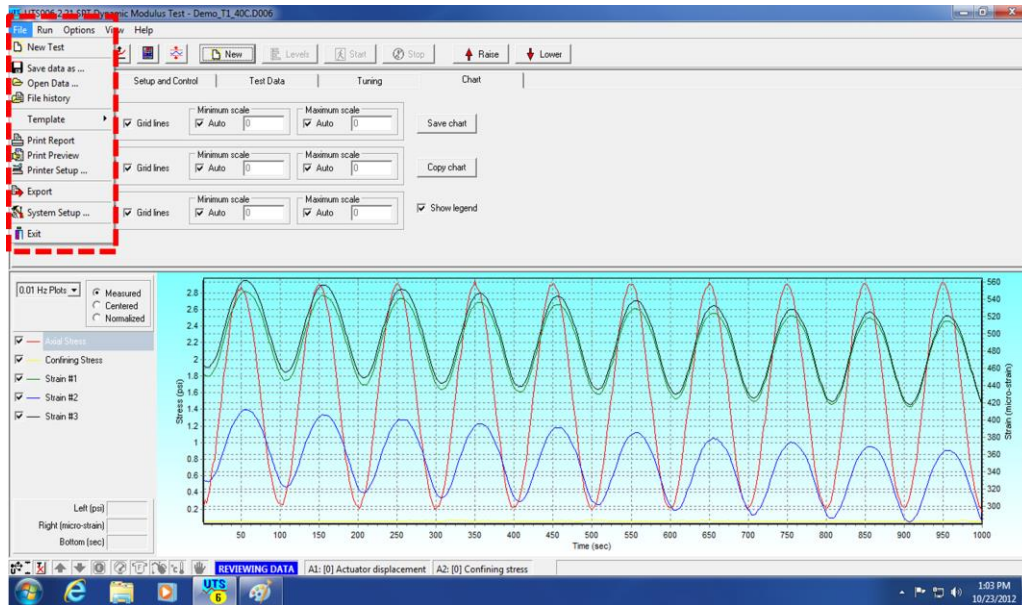 UTS006 2.21 SPT Dynamic Modulus Test - Demo_T1_40C.D006
File Run Options View Help
New Test
Save data as ...
Open Data ...
File history
Template
Print Report
Print Preview
Printer Setup ...
Export
System Setup ...
Exit
New Levels Start Stop Raise Lower
Setup and Control Test Data Tuning Chart
Minimum scale Maximum scale
Grid lines Auto 0 Auto 0 Save chart
Minimum scale Maximum scale
Grid lines Auto 0 Auto 0 Copy chart
Minimum scale Maximum scale
Grid lines Auto 0 Auto 0 Show legend
0.01 Hz Plots
Measured
Centered
Normalized
Axial Stress
Confining Stress
Strain #1
Strain #2
Strain #3
Left (psi)
Right (micro-strain)
Bottom (sec)
Stress (psi)
2.8
2.6
2.4
2.2
2
1.8
1.6
1.4
1.2
1
0.8
0.6
0.4
0.2
560
540
520
500
480
460
440
420
400
380
360
340
320
300
Strain (micro-strain)
50 100 150 200 250 300 350 400 450 500 550 600 650 700 750 800 850 900 950 1000
Time (sec)
REVIEWING DATA A1: [0] Actuator displacement A2: [0] Confining stress
UTS
6
1:03 PM
10/23/2012